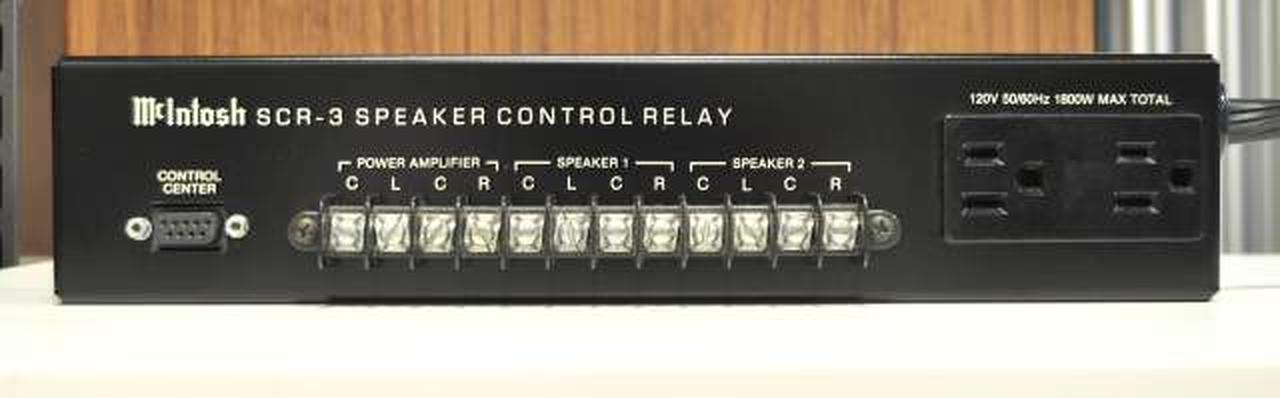 McIntosh SCR-3 SPEAKER CONTROL RELAY
120V 50/60Hz 1800W MAX TOTAL
CONTROL
CENTER
POWER AMPLIFIER SPEAKER 1 SPEAKER 2
C L C R C L C R C L C R